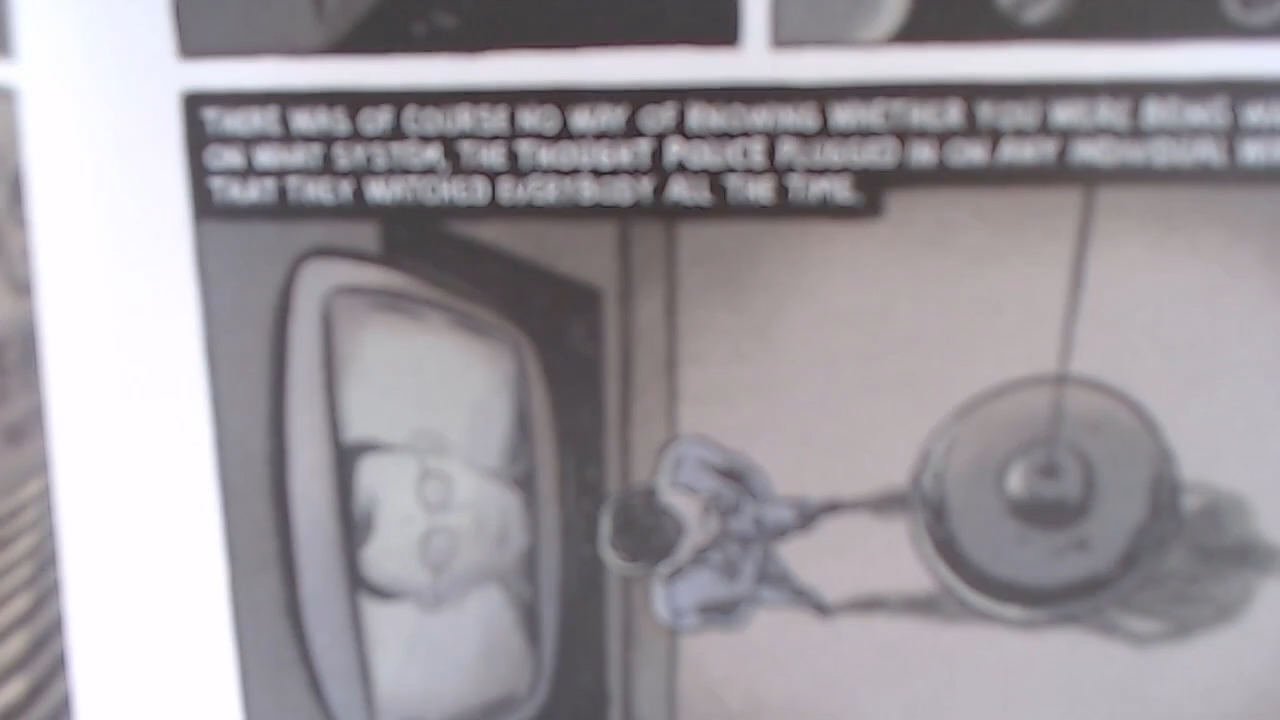 THERE WAS OF COURSE NO WAY OF KNOWING WHETHER YOU WERE BEING
ON WHAT SYSTEM, THE THOUGHT POLICE PLUGGED IN ON ANY INDIVIDUAL
THAT THEY WATCHED EVERYBODY ALL THE TIME.